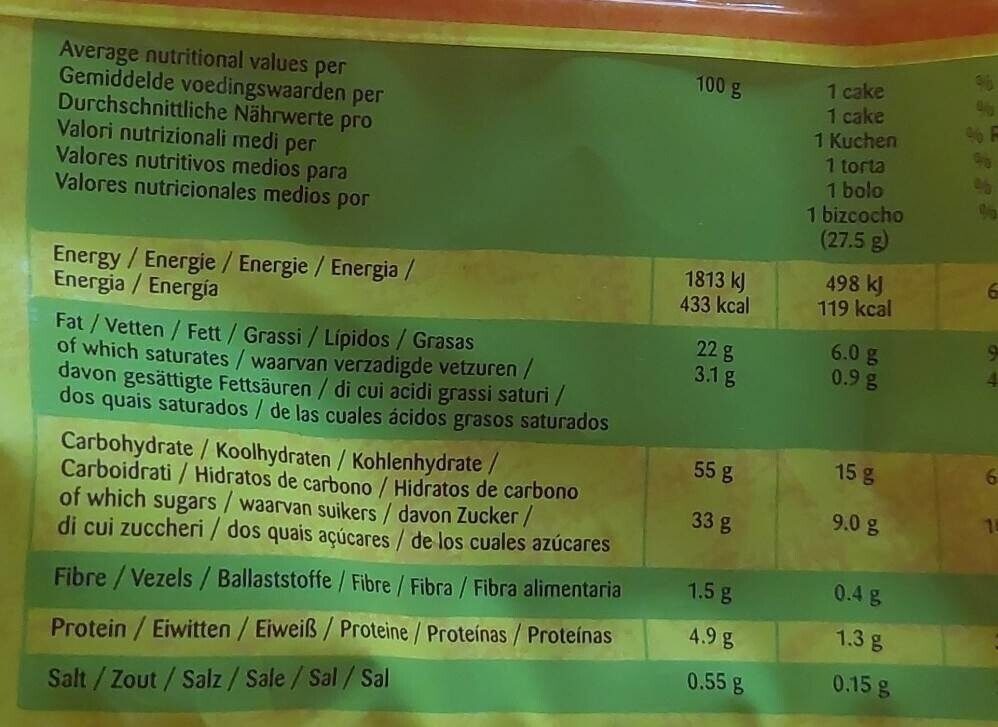 Average nutritional values per 100 g 1 cake %
Gemiddelde voedingswaarden per 1 cake %
Durchschnittliche Nährwerte pro 1 Kuchen %
Valori nutrizionali medi per 1 torta %
Valores nutritivos medios para 1 bolo %
Valores nutricionales medios por 1 bizcocho %
(27.5 g)
Energy / Energie / Energie / Energia / 1813 kJ 498 kJ
Energia / Energía 433 kcal 119 kcal
Fat / Vetten / Fett / Grassi / Lípidos / Grasas 22 g 6.0 g
of which saturates / waarvan verzadigde vetzuren / 3.1 g 0.9 g
davon gesättigte Fettsäuren / di cui acidi grassi saturi /
dos quais saturados / de las cuales ácidos grasos saturados
Carbohydrate / Koolhydraten / Kohlenhydrate / 55 g 15 g
Carboidrati / Hidratos de carbono / Hidratos de carbono
of which sugars / waarvan suikers / davon Zucker / 33 g 9.0 g
di cui zuccheri / dos quais açúcares / de los cuales azúcares
Fibre / Vezels / Ballaststoffe / Fibre / Fibra / Fibra alimentaria 1.5 g 0.4 g
Protein / Eiwitten / Eiweiß / Proteine / Proteínas / Proteínas 4.9 g 1.3 g
Salt / Zout / Salz / Sale / Sal / Sal 0.55 g 0.15 g